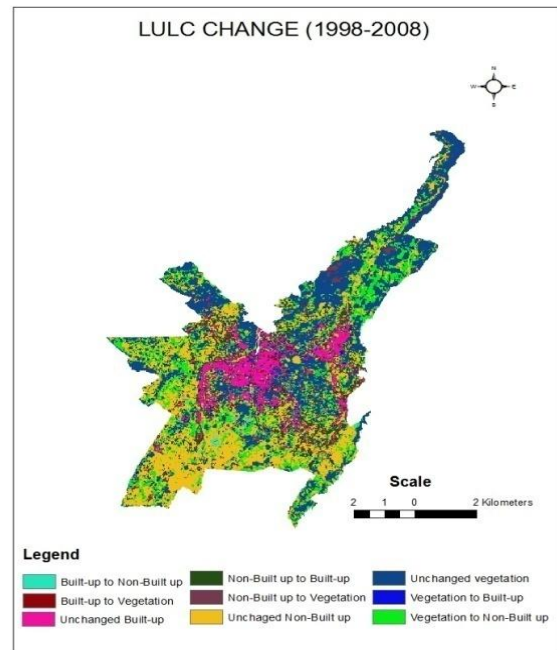 LULC CHANGE (1998-2008)
N
W E
S
Scale
2 1 0 2 Kilometers
Legend
Built-up to Non-Built up
Non-Built up to Built-up
Unchanged vegetation
Built-up to Vegetation
Non-Built up to Vegetation
Vegetation to Built-up
Unchanged Built-up
Unchaged Non-Built up
Vegetation to Non-Built up